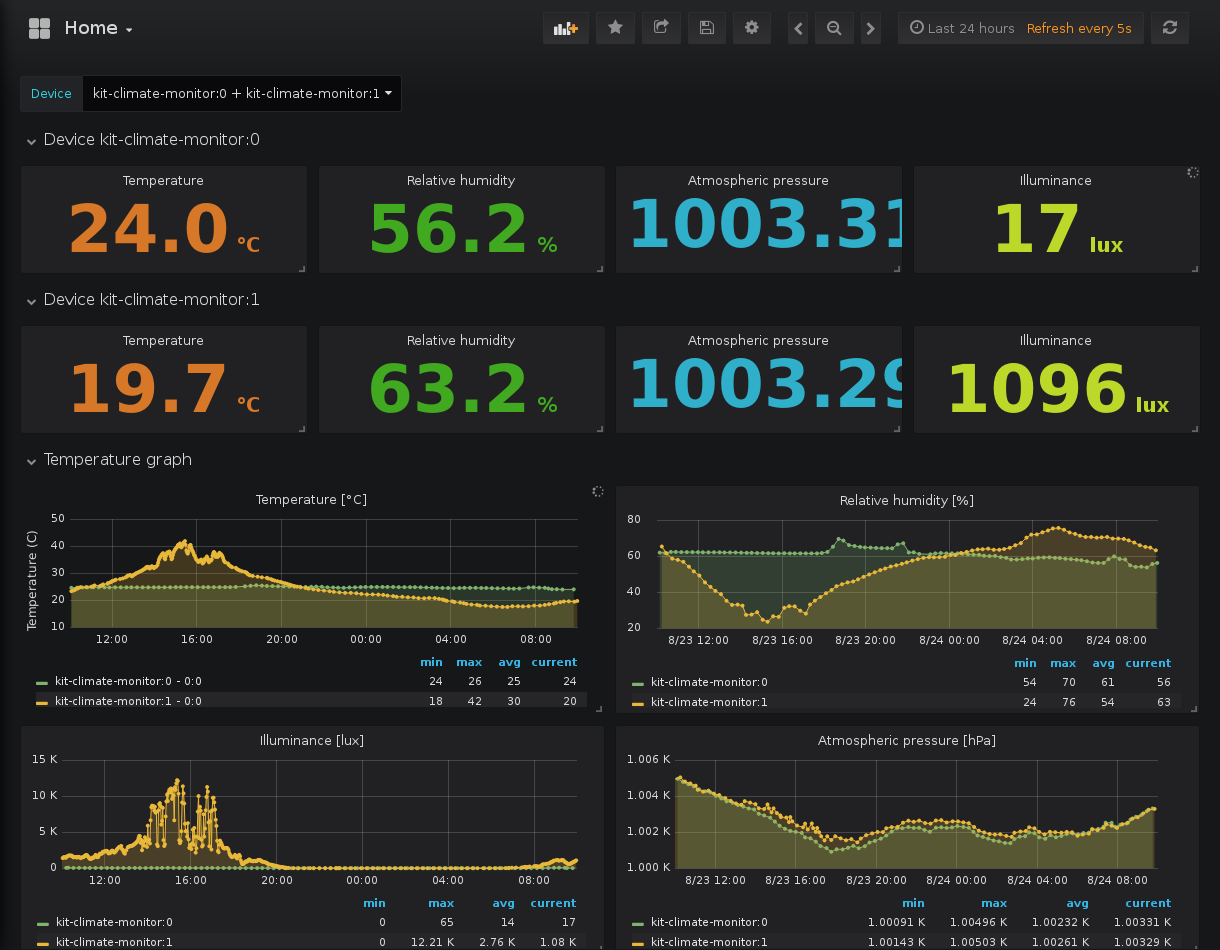 Home
Last 24 hours Refresh every 5s
Device kit-climate-monitor:0 + kit-climate-monitor:1
Device kit-climate-monitor:0
Temperature Relative humidity Atmospheric pressure Illuminance
24.0 °C 56.2 % 1003.31 17 lux
Device kit-climate-monitor:1
Temperature Relative humidity Atmospheric pressure Illuminance
19.7 °C 63.2 % 1003.29 1096 lux
Temperature graph
Temperature [°C]
Temperature (C)
50
40
30
20
10
12:00 16:00 20:00 00:00 04:00 08:00
min max avg current
kit-climate-monitor:0 - 0:0 24 26 25 24
kit-climate-monitor:1 - 0:0 18 42 30 20
Relative humidity [%]
80
60
40
20
8/23 12:00 8/23 16:00 8/23 20:00 8/24 00:00 8/24 04:00 8/24 08:00
min max avg current
kit-climate-monitor:0 54 70 61 56
kit-climate-monitor:1 24 76 54 63
Illuminance [lux]
15 K
10 K
5 K
0
12:00 16:00 20:00 00:00 04:00 08:00
min max avg current
kit-climate-monitor:0 0 65 14 17
kit-climate-monitor:1 0 12.21 K 2.76 K 1.08 K
Atmospheric pressure [hPa]
1.006 K
1.004 K
1.002 K
1.000 K
8/23 12:00 8/23 16:00 8/23 20:00 8/24 00:00 8/24 04:00 8/24 08:00
min max avg current
kit-climate-monitor:0 1.00091 K 1.00496 K 1.00232 K 1.00331 K
kit-climate-monitor:1 1.00143 K 1.00503 K 1.00261 K 1.00329 K